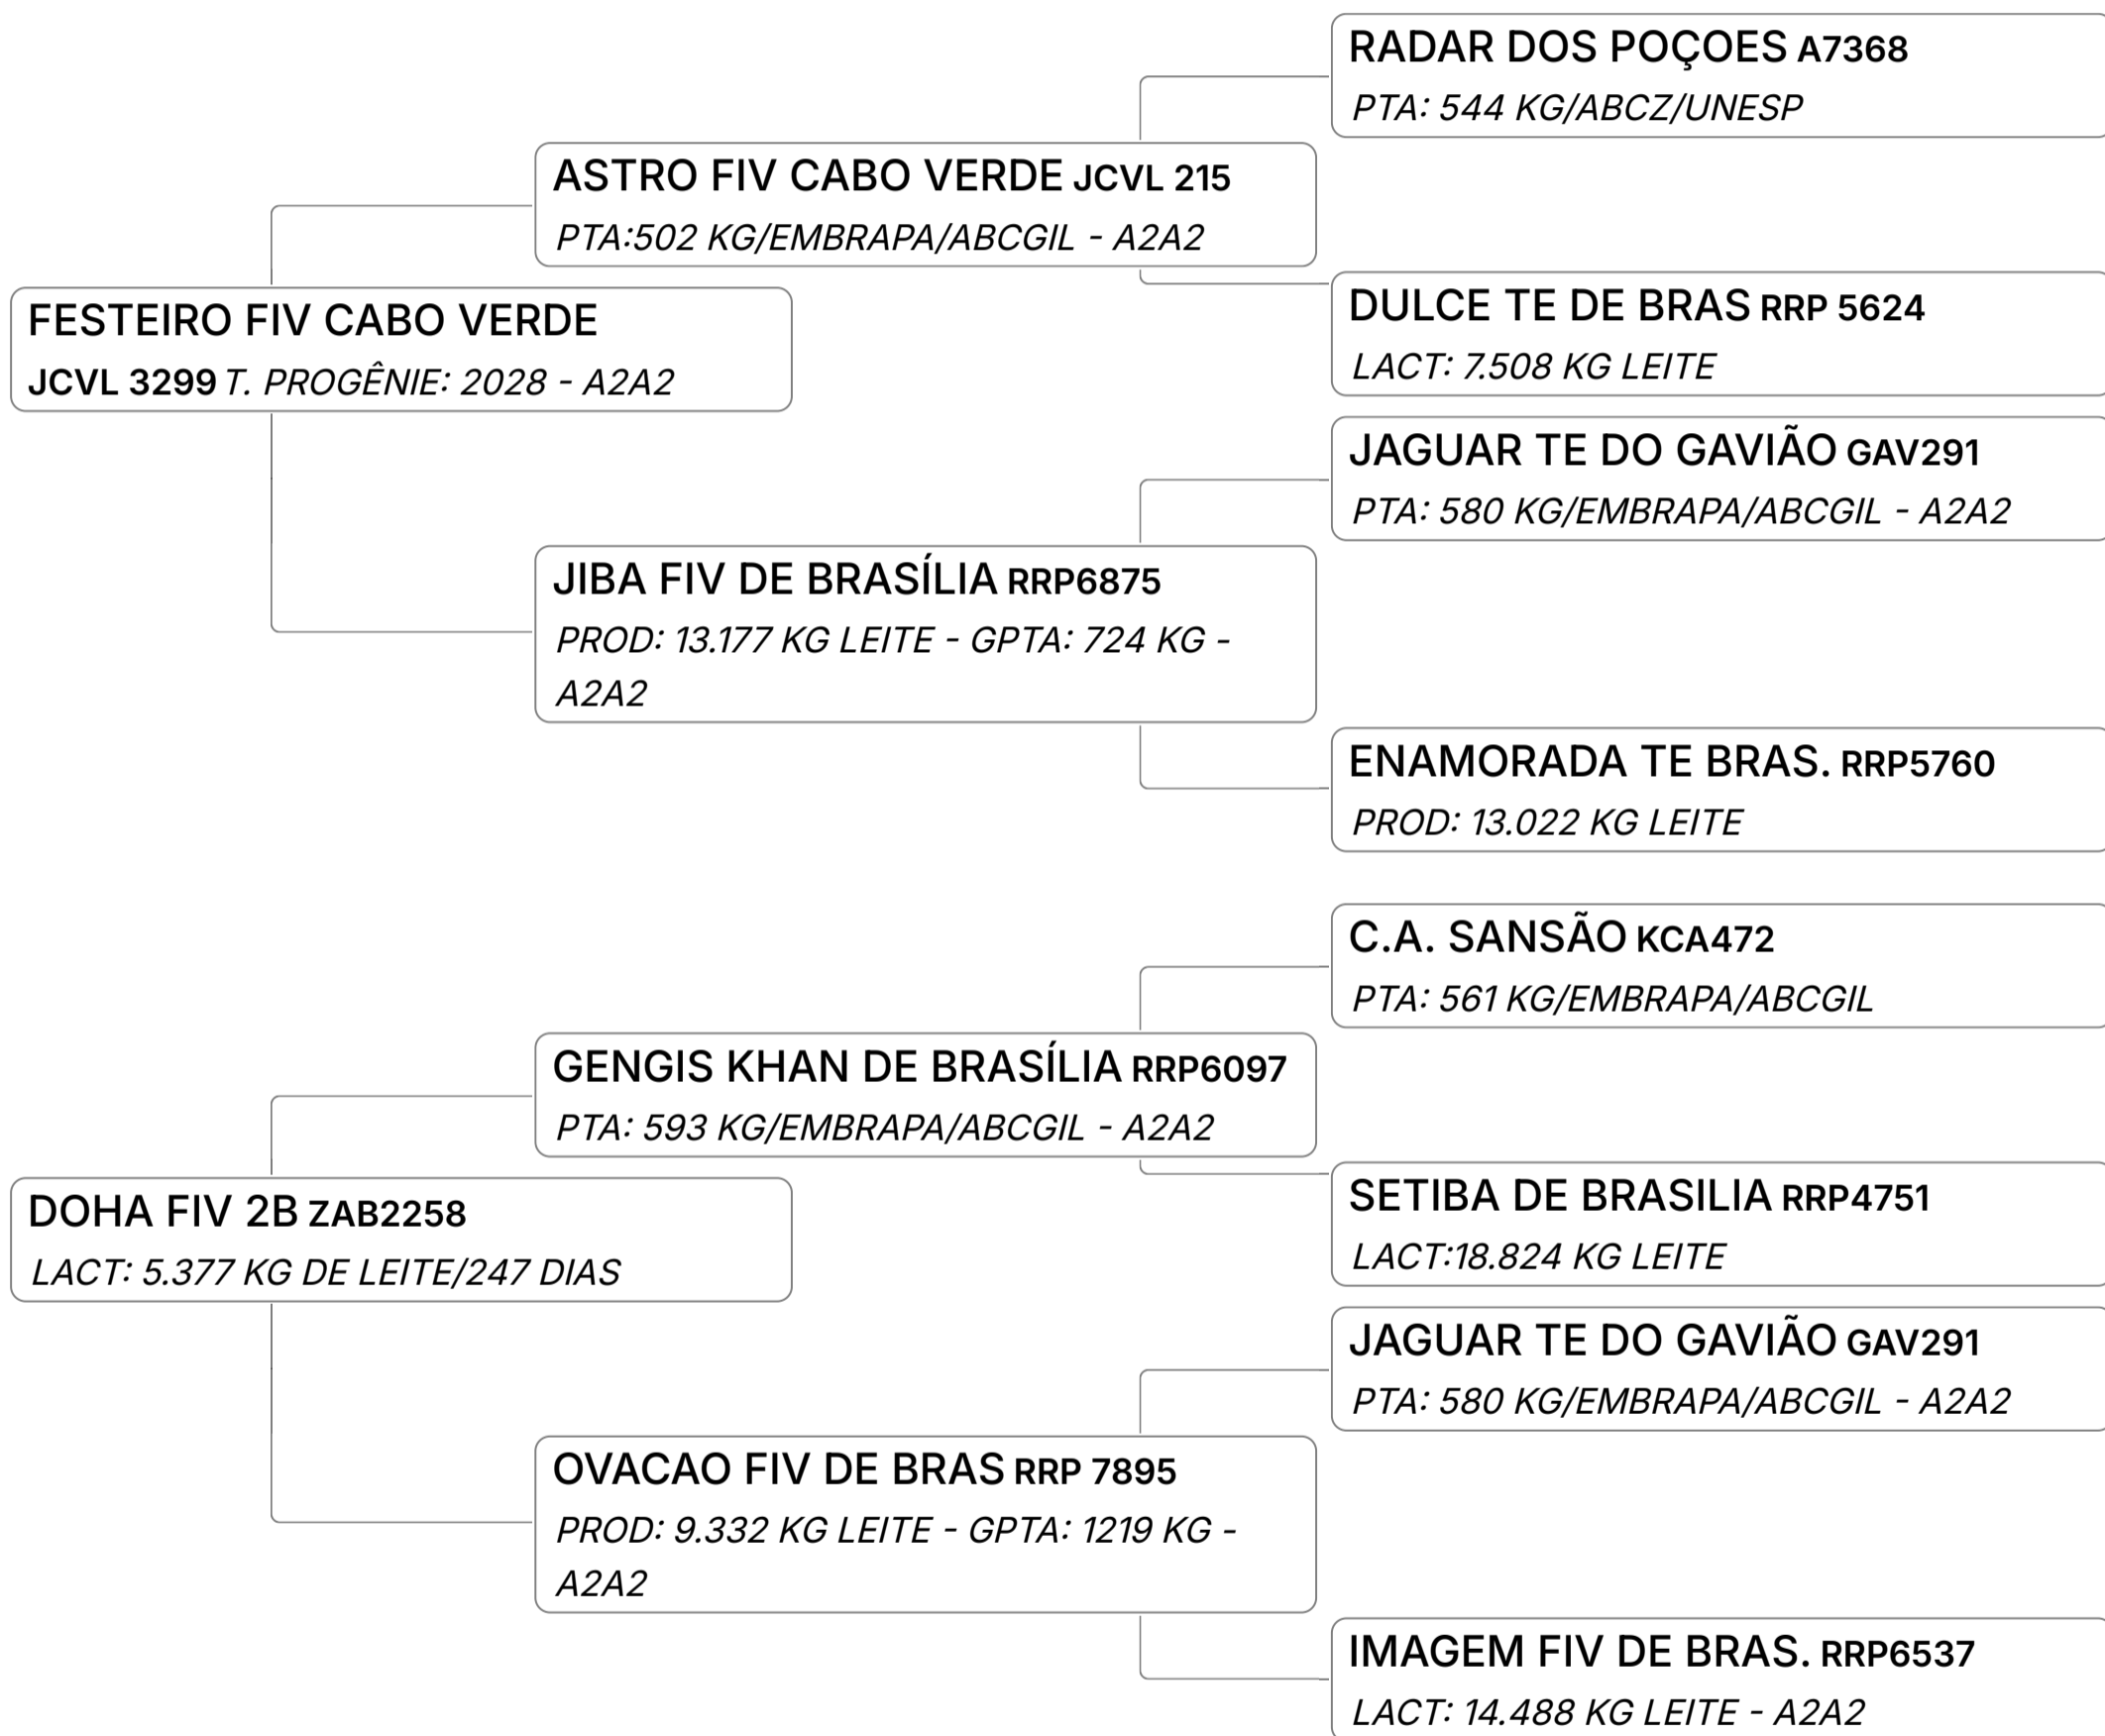 RADAR DOS POÇOES A7368
PTA: 544 KG/ABCZ/UNESP
ASTRO FIV CABO VERDE JCVL 215
PTA:502 KG/EMBRAPA/ABCGIL - A2A2
DULCE TE DE BRAS RRP 5624
LACT: 7.508 KG LEITE
FESTEIRO FIV CABO VERDE
JCVL 3299 T. PROGÊNIE: 2028 - A2A2
JAGUAR TE DO GAVIÃO GAV291
PTA: 580 KG/EMBRAPA/ABCGIL - A2A2
JIBA FIV DE BRASÍLIA RRP6875
PROD: 13.177 KG LEITE - GPTA: 724 KG -
A2A2
ENAMORADA TE BRAS. RRP5760
PROD: 13.022 KG LEITE
C.A. SANSÃO KCA472
PTA: 561 KG/EMBRAPA/ABCGIL
GENGIS KHAN DE BRASÍLIA RRP6097
PTA: 593 KG/EMBRAPA/ABCGIL - A2A2
SETIBA DE BRASILIA RRP4751
LACT:18.824 KG LEITE
DOHA FIV 2B ZAB2258
LACT: 5.377 KG DE LEITE/247 DIAS
JAGUAR TE DO GAVIÃO GAV291
PTA: 580 KG/EMBRAPA/ABCGIL - A2A2
OVACAO FIV DE BRAS RRP 7895
PROD: 9.332 KG LEITE - GPTA: 1219 KG -
A2A2
IMAGEM FIV DE BRAS. RRP6537
LACT: 14.488 KG LEITE - A2A2